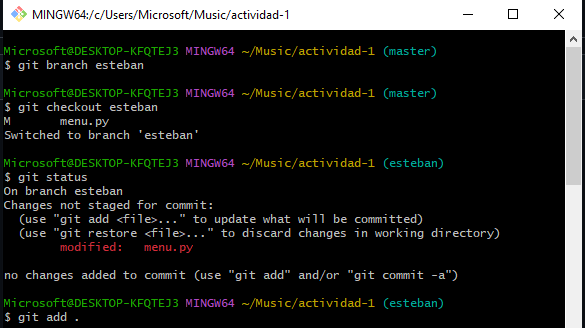 MINGW64:/c/Users/Microsoft/Music/actividad-1
Microsoft@DESKTOP-KFQTEJ3 MINGW64 ~/Music/actividad-1 (master)
$ git branch esteban
Microsoft@DESKTOP-KFQTEJ3 MINGW64 ~/Music/actividad-1 (master)
$ git checkout esteban
M       menu.py
Switched to branch 'esteban'
Microsoft@DESKTOP-KFQTEJ3 MINGW64 ~/Music/actividad-1 (esteban)
$ git status
On branch esteban
Changes not staged for commit:
  (use "git add <file>..." to update what will be committed)
  (use "git restore <file>..." to discard changes in working directory)
        modified:   menu.py
no changes added to commit (use "git add" and/or "git commit -a")
Microsoft@DESKTOP-KFQTEJ3 MINGW64 ~/Music/actividad-1 (esteban)
$ git add .